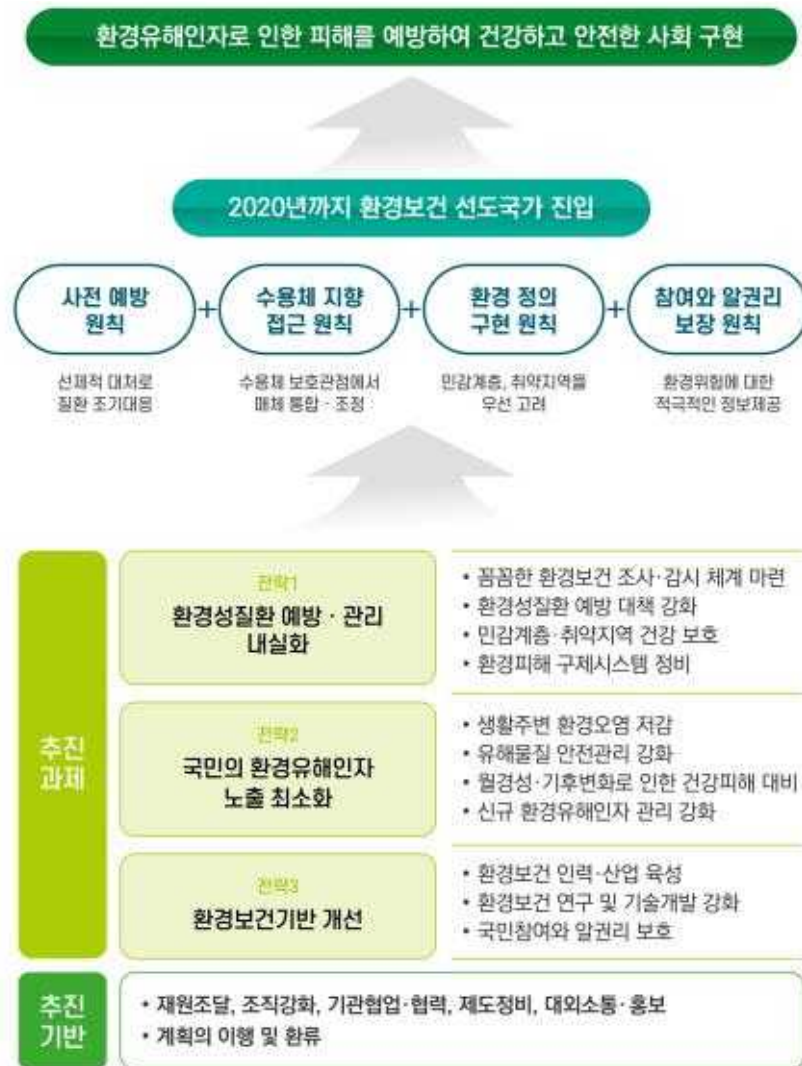 환경유해인자로 인한 피해를 예방하여 건강하고 안전한 사회 구현
2020년까지 환경보건 선도국가 진입
사전 예방
원칙
+
수용체 지향
접근 원칙
+
환경 정의
구현 원칙
+
참여와 알권리
보장 원칙
선제적 대처로
질환 조기대응
수용체 보호관점에서
매체 통합·조정
민감계층, 취약지역을
우선 고려
환경위험에 대한
적극적인 정보제공
추진
과제
전략1
환경성질환 예방·관리
내실화
• 꼼꼼한 환경보건 조사·감시 체계 마련
• 환경성질환 예방 대책 강화
• 민감계층·취약지역 건강 보호
• 환경피해 구제시스템 정비
전략2
국민의 환경유해인자
노출 최소화
• 생활주변 환경오염 저감
• 유해물질 안전관리 강화
• 월경성·기후변화로 인한 건강피해 대비
• 신규 환경유해인자 관리 강화
전략3
환경보건기반 개선
• 환경보건 인력·산업 육성
• 환경보건 연구 및 기술개발 강화
• 국민참여와 알권리 보호
추진
기반
• 재원조달, 조직강화, 기관협업·협력, 제도정비, 대외소통·홍보
• 계획의 이행 및 환류